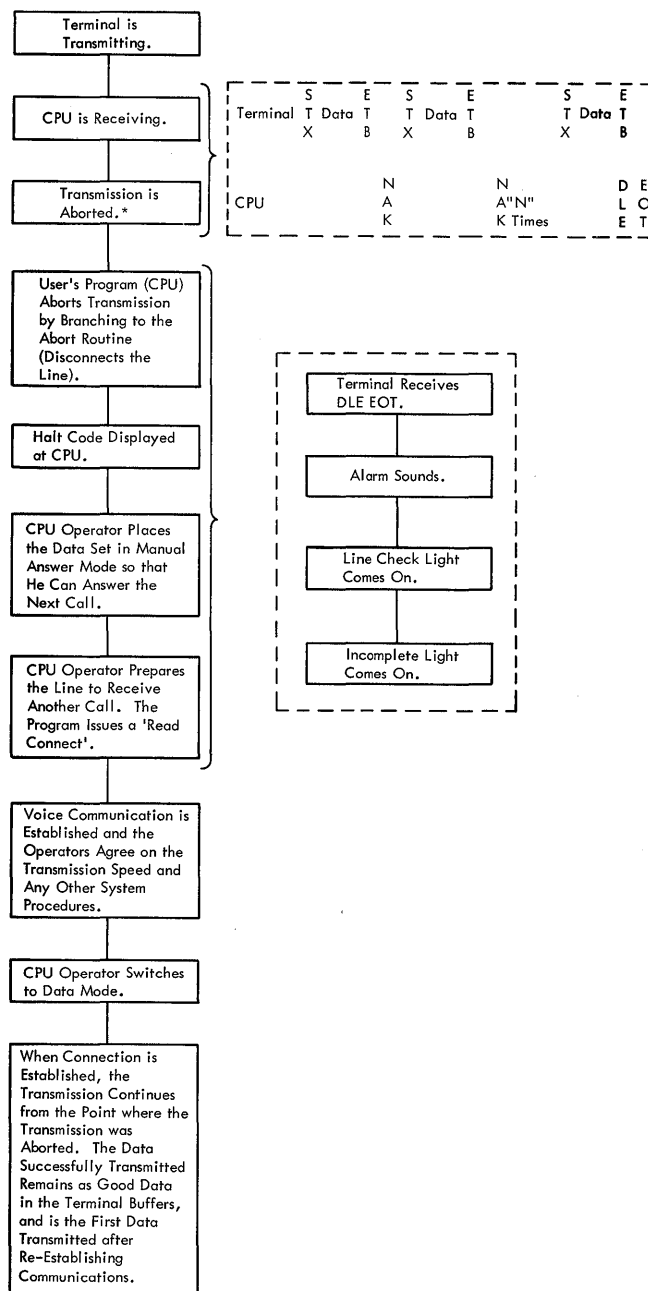 Terminal is
Transmitting.
CPU is Receiving.
Transmission is
Aborted.*
S E S E S E
Terminal T Data T T Data T T Data T
X B X B X B
N N D E
CPU A A"N" L O
K K Times E T
User's Program (CPU)
Aborts Transmission
by Branching to the
Abort Routine
(Disconnects the
Line).
Halt Code Displayed
at CPU.
CPU Operator Places
the Data Set in Manual
Answer Mode so that
He Can Answer the
Next Call.
CPU Operator Prepares
the Line to Receive
Another Call. The
Program Issues a 'Read
Connect'.
Terminal Receives
DLE EOT.
Alarm Sounds.
Line Check Light
Comes On.
Incomplete Light
Comes On.
Voice Communication is
Established and the
Operators Agree on the
Transmission Speed and
Any Other System
Procedures.
CPU Operator Switches
to Data Mode.
When Connection is
Established, the
Transmission Continues
from the Point where the
Transmission was
Aborted. The Data
Successfully Transmitted
Remains as Good Data
in the Terminal Buffers,
and is the First Data
Transmitted after
Re-Establishing
Communications.